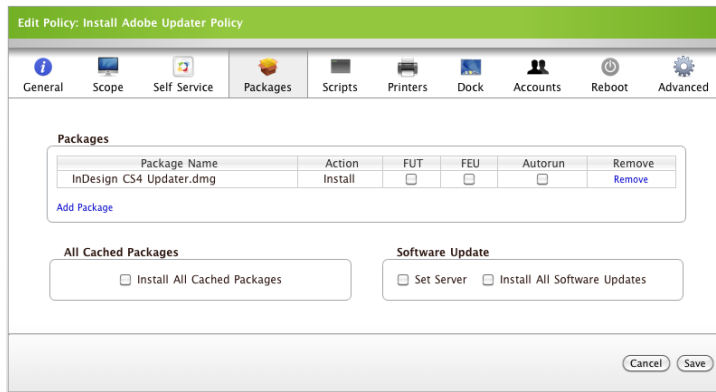 Edit Policy: Install Adobe Updater Policy
General Scope Self Service Packages Scripts Printers Dock Accounts Reboot Advanced
Packages
Package Name Action FUT FEU Autorun Remove
InDesign CS4 Updater.dmg Install Remove
Add Package
All Cached Packages Software Update
Install All Cached Packages Set Server Install All Software Updates
Cancel Save